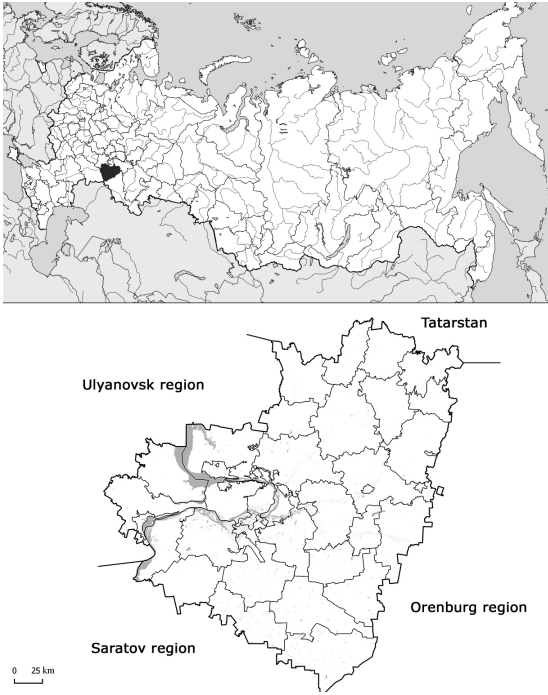 Tatarstan
Ulyanovsk region
Orenburg region
Saratov region
0 25 km